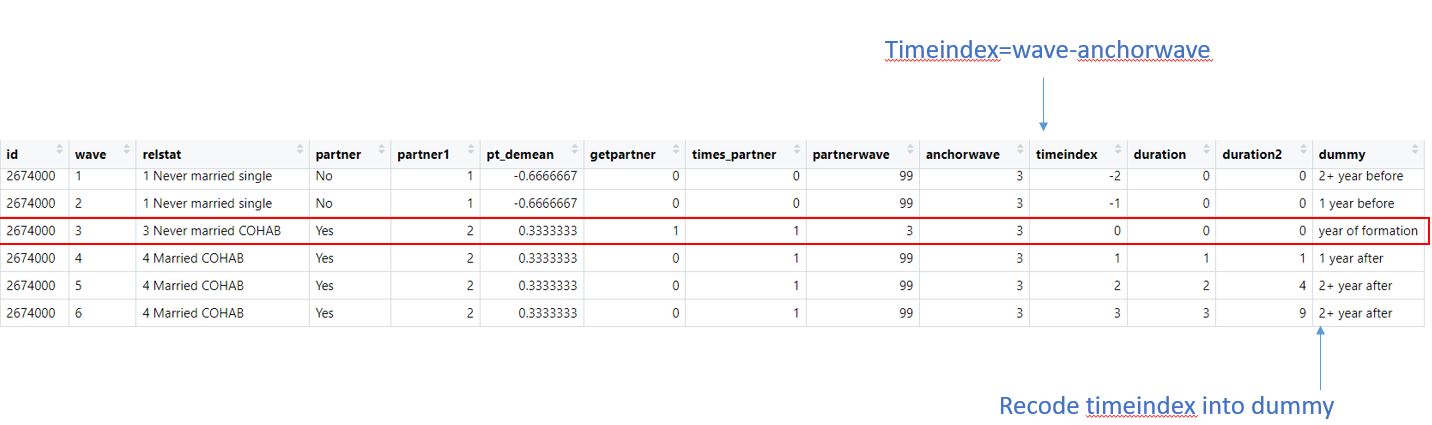 Timeindex=wave-anchorwave
id wave relstat partner partner1 pt_demean getpartner times_partner partnerwave anchorwave timeindex duration duration2 dummy
2674000 1 1 Never married single No 1 -0.6666667 0 0 99 3 -2 0 0 2+ year before
2674000 2 1 Never married single No 1 -0.6666667 0 0 99 3 -1 0 0 1 year before
2674000 3 3 Never married COHAB Yes 2 0.3333333 1 1 3 3 0 0 0 year of formation
2674000 4 4 Married COHAB Yes 2 0.3333333 0 1 99 3 1 1 1 1 year after
2674000 5 4 Married COHAB Yes 2 0.3333333 0 1 99 3 2 2 4 2+ year after
2674000 6 4 Married COHAB Yes 2 0.3333333 0 1 99 3 3 3 9 2+ year after
Recode timeindex into dummy